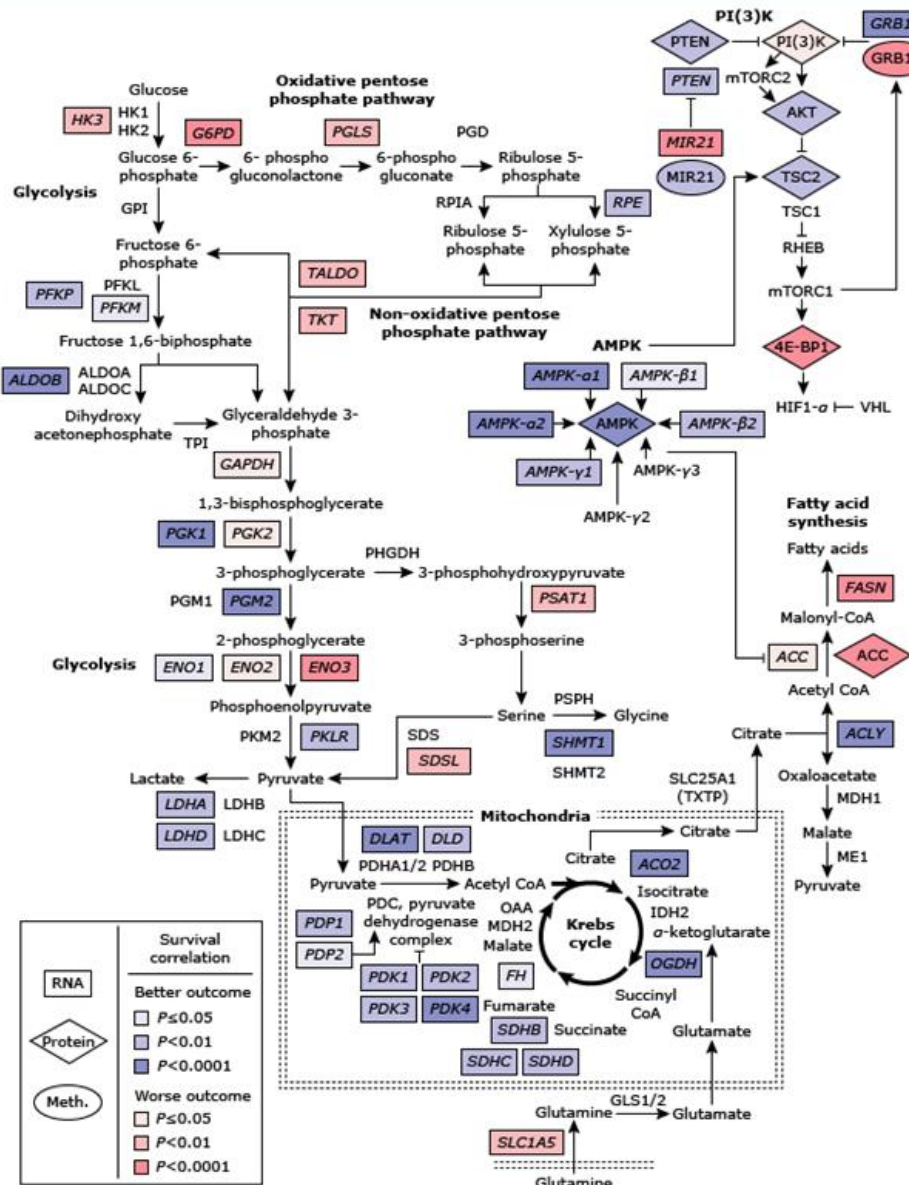 PI(3)K
PTEN
PI(3)K
GRB1
GRB1
mTORC2
PTEN
AKT
MIR21
MIR21
TSC2
TSC1
RHEB
mTORC1
4E-BP1
HIF1-α
VHL
Glucose
HK3
HK1
HK2
Oxidative pentose
phosphate pathway
G6PD
PGLS
PGD
Glucose 6-
phosphate
6- phospho
gluconolactone
6-phospho
gluconate
Ribulose 5-
phosphate
Glycolysis
GPI
RPIA
RPE
Ribulose 5-
phosphate
Xylulose 5-
phosphate
Fructose 6-
phosphate
TALDO
TKT
Non-oxidative pentose
phosphate pathway
PFKP
PFKL
PFKM
Fructose 1,6-biphosphate
ALDOB
ALDOA
ALDOC
Dihydroxy
acetonephosphate
TPI
Glyceraldehyde 3-
phosphate
AMPK
AMPK-α1
AMPK-β1
AMPK-α2
AMPK
AMPK-β2
AMPK-γ1
AMPK-γ3
AMPK-γ2
GAPDH
1,3-bisphosphoglycerate
PGK1
PGK2
PHGDH
3-phosphoglycerate
3-phosphohydroxypyruvate
PGM1
PGM2
PSAT1
2-phosphoglycerate
3-phosphoserine
Glycolysis
ENO1
ENO2
ENO3
Phosphoenolpyruvate
Serine
PSPH
Glycine
PKM2
PKLR
SDS
SDSL
SHMT1
SHMT2
Lactate
Pyruvate
LDHA
LDHB
LDHD
LDHC
Fatty acid
synthesis
Fatty acids
FASN
Malonyl-CoA
ACC
ACC
Acetyl CoA
Citrate
ACLY
Oxaloacetate
SLC25A1
(TXTP)
MDH1
Malate
ME1
Pyruvate
Mitochondria
DLAT
DLD
PDHA1/2 PDHB
Pyruvate
Acetyl CoA
Citrate
Citrate
ACO2
Isocitrate
IDH2
α-ketoglutarate
OAA
MDH2
Malate
Krebs
cycle
PDC, pyruvate
dehydrogenase
complex
PDP1
PDP2
PDK1
PDK2
PDK3
PDK4
FH
Fumarate
OGDH
Succinyl
CoA
SDHB
Succinate
SDHC
SDHD
Glutamate
GLS1/2
Glutamine
Glutamate
SLC1A5
Glutamine
Survival
correlation
RNA
Protein
Meth.
Better outcome
P≤0.05
P<0.01
P<0.0001
Worse outcome
P≤0.05
P<0.01
P<0.0001